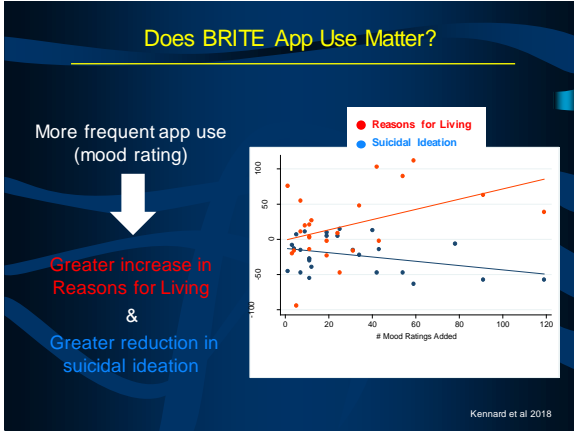 Does BRITE App Use Matter?
More frequent app use
(mood rating)
Greater increase in
Reasons for Living
&
Greater reduction in
suicidal ideation
Reasons for Living
Suicidal Ideation
100
50
0
-50
-100
0 20 40 60 80 100 120
# Mood Ratings Added
Kennard et al 2018